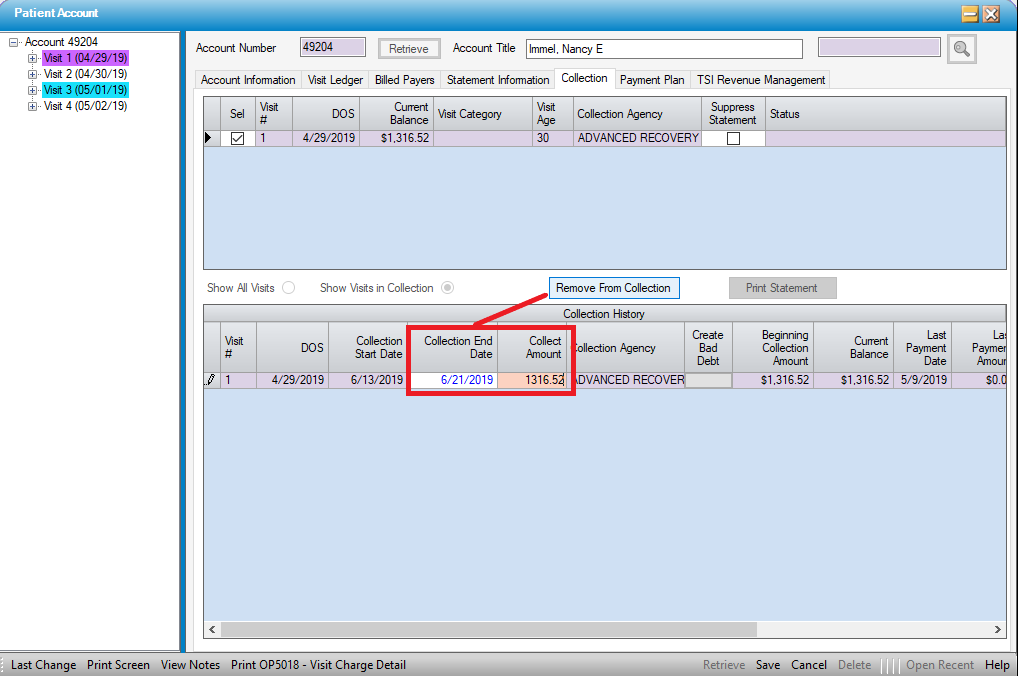 Patient Account
Account 49204
Visit 1 (04/29/19)
Visit 2 (04/30/19)
Visit 3 (05/01/19)
Visit 4 (05/02/19)
Account Number 49204 Retrieve Account Title Immel, Nancy E
Account Information Visit Ledger Billed Payers Statement Information Collection Payment Plan TSI Revenue Management
Sel Visit # DOS Current Balance Visit Category Visit Age Collection Agency Suppress Statement Status
1 4/29/2019 $1,316.52 30 ADVANCED RECOVERY
Show All Visits Show Visits in Collection Remove From Collection Print Statement
Collection History
Visit # DOS Collection Start Date Collection End Date Collect Amount Collection Agency Create Bad Debt Beginning Collection Amount Current Balance Last Payment Date Las Paymer Amour
1 4/29/2019 6/13/2019 6/21/2019 1316.52 ADVANCED RECOVER $1,316.52 $1,316.52 5/9/2019 $0.0
Last Change Print Screen View Notes Print OP5018 - Visit Charge Detail Retrieve Save Cancel Delete Open Recent Help